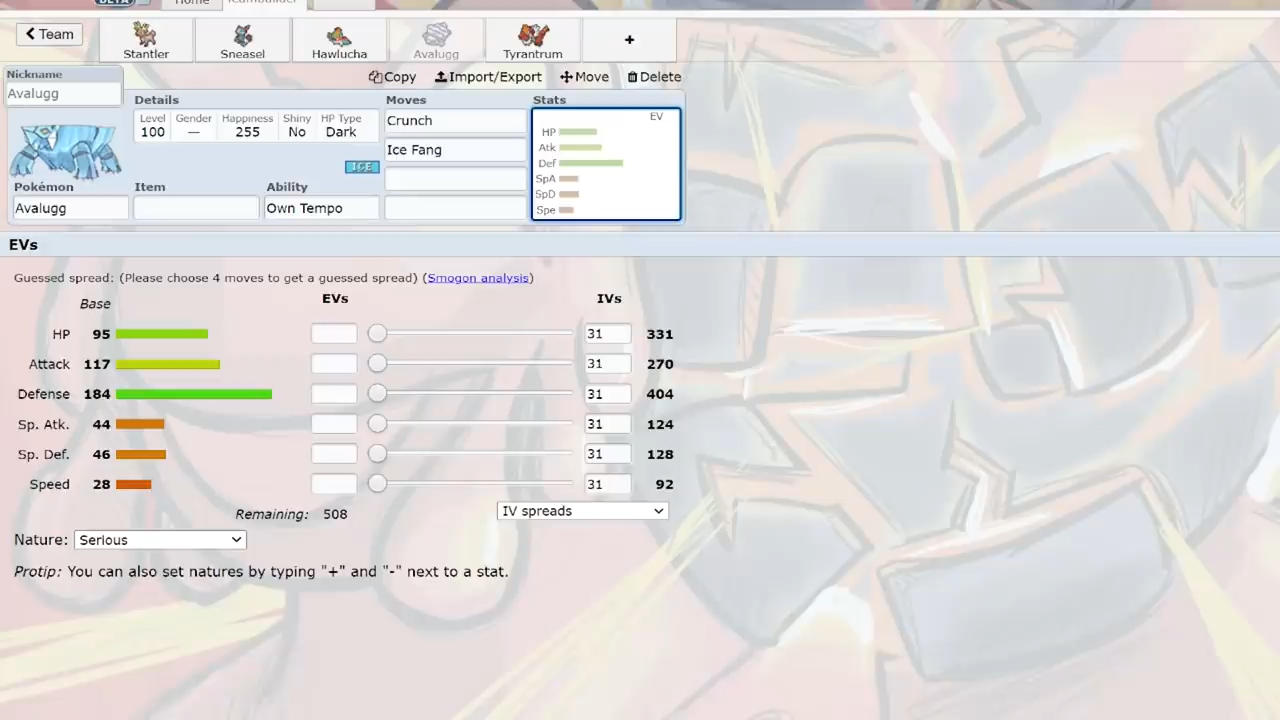 BETA Home Teambuilder
Team
Stantler Sneasel Hawlucha Avalugg Tyrantrum +
Nickname
Avalugg
Copy Import/Export Move Delete
Details Moves Stats
Level Gender Happiness Shiny HP Type
100 — 255 No Dark
ICE
Crunch
Ice Fang
EV
HP
Atk
Def
SpA
SpD
Spe
Pokémon Item Ability
Avalugg Own Tempo
EVs
Guessed spread: (Please choose 4 moves to get a guessed spread) (Smogon analysis)
Base EVs IVs
HP 95 31 331
Attack 117 31 270
Defense 184 31 404
Sp. Atk. 44 31 124
Sp. Def. 46 31 128
Speed 28 31 92
Remaining: 508 IV spreads
Nature: Serious
Protip: You can also set natures by typing "+" and "-" next to a stat.